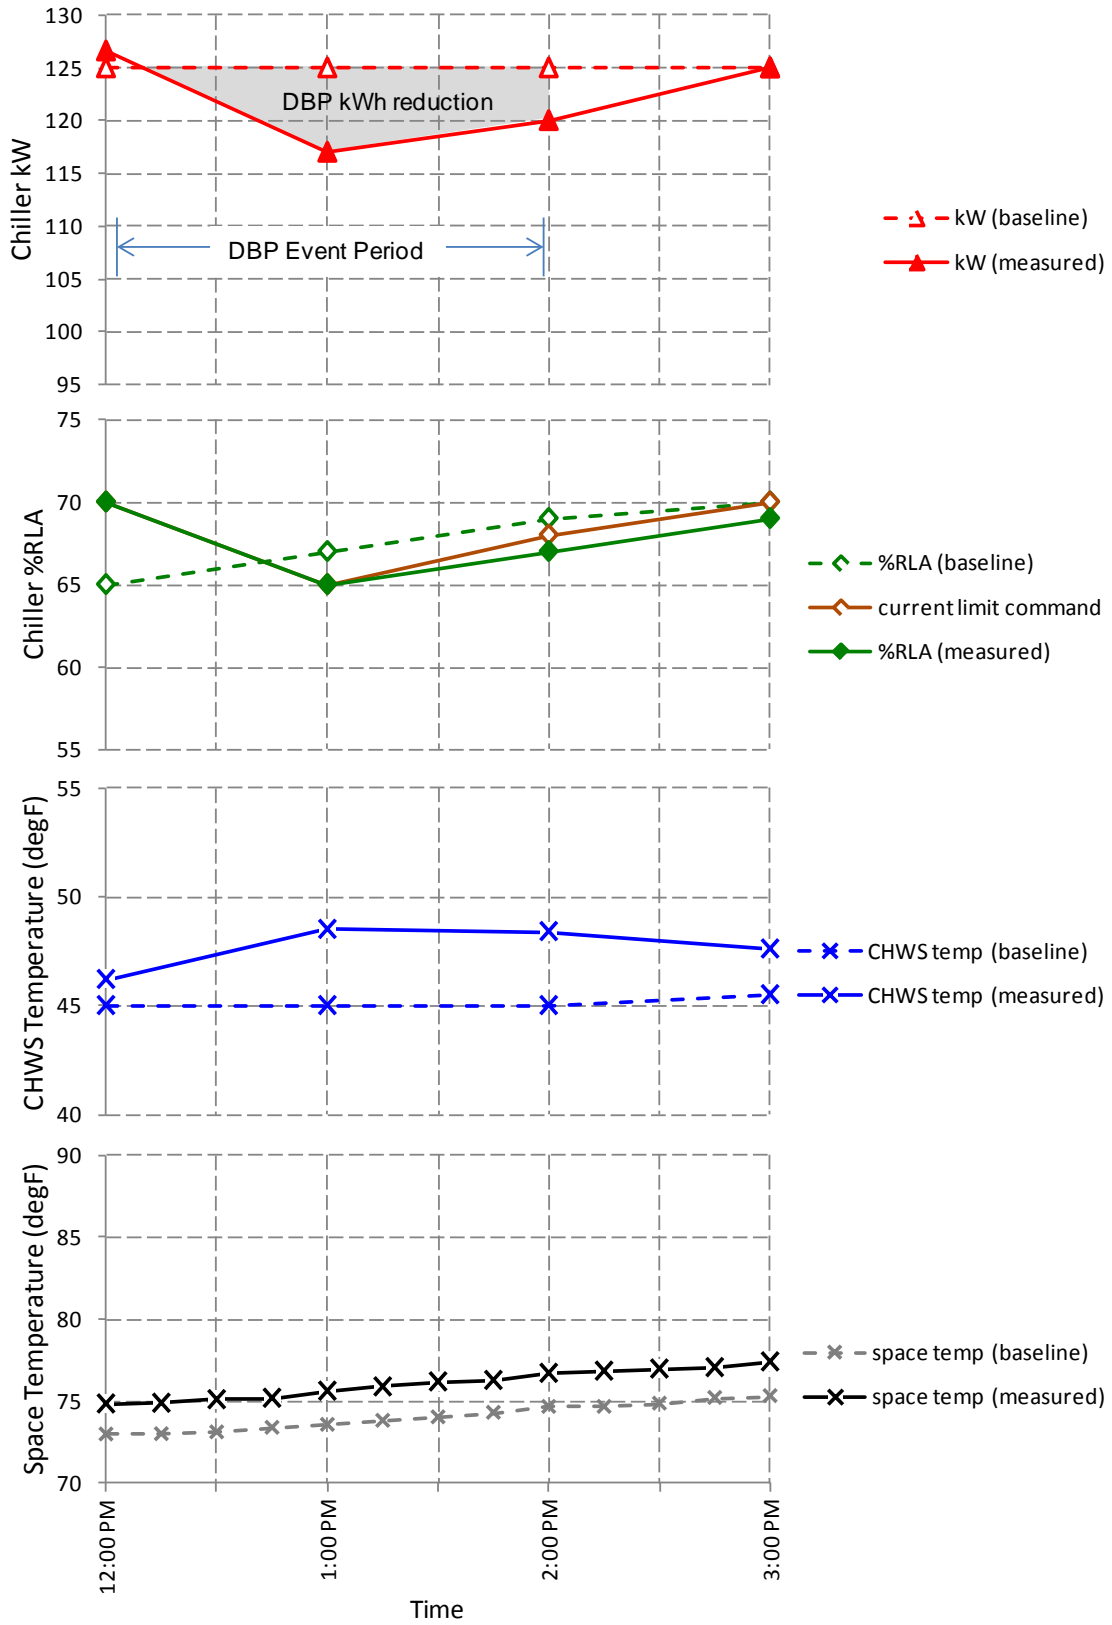 130
125
120
115
110
105
100
95
Chiller kW
DBP kWh reduction
DBP Event Period
kW (baseline)
kW (measured)
75
70
65
60
55
Chiller %RLA
%RLA (baseline)
current limit command
%RLA (measured)
55
50
45
40
CHWS Temperature (degF)
CHWS temp (baseline)
CHWS temp (measured)
90
85
80
75
70
Space Temperature (degF)
space temp (baseline)
space temp (measured)
12:00 PM
1:00 PM
2:00 PM
3:00 PM
Time